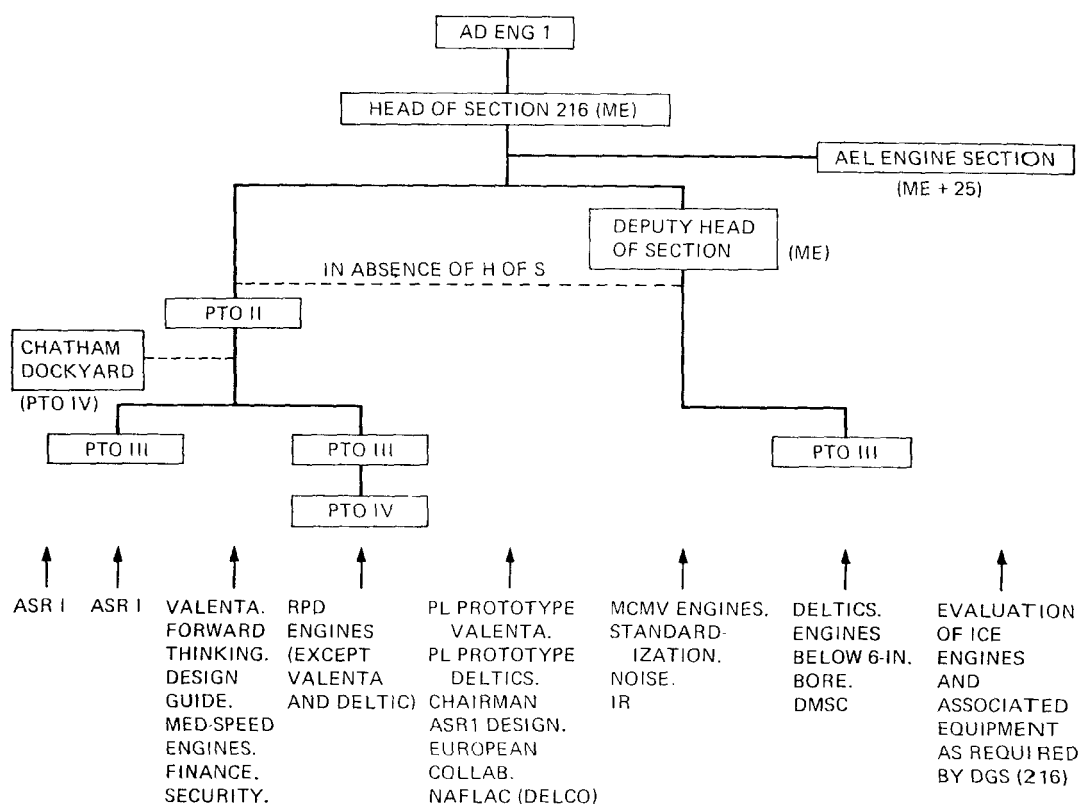 AD ENG 1
HEAD OF SECTION 216 (ME)
AEL ENGINE SECTION
(ME + 25)
DEPUTY HEAD
OF SECTION
(ME)
IN ABSENCE OF H OF S
PTO II
CHATHAM
DOCKYARD
(PTO IV)
PTO III
PTO III
PTO III
PTO IV
ASR I
ASR I
VALENTA.
FORWARD
THINKING.
DESIGN
GUIDE.
MED-SPEED
ENGINES.
FINANCE.
SECURITY.
RPD
ENGINES
(EXCEPT
VALENTA
AND DELTIC)
PL PROTOTYPE
VALENTA.
PL PROTOTYPE
DELTICS.
CHAIRMAN
ASR1 DESIGN.
EUROPEAN
COLLAB.
NAFLAC (DELCO)
MCMV ENGINES.
STANDARD-
IZATION.
NOISE.
IR
DELTICS.
ENGINES
BELOW 6-IN.
BORE.
DMSC
EVALUATION
OF ICE
ENGINES
AND
ASSOCIATED
EQUIPMENT
AS REQUIRED
BY DGS (216)